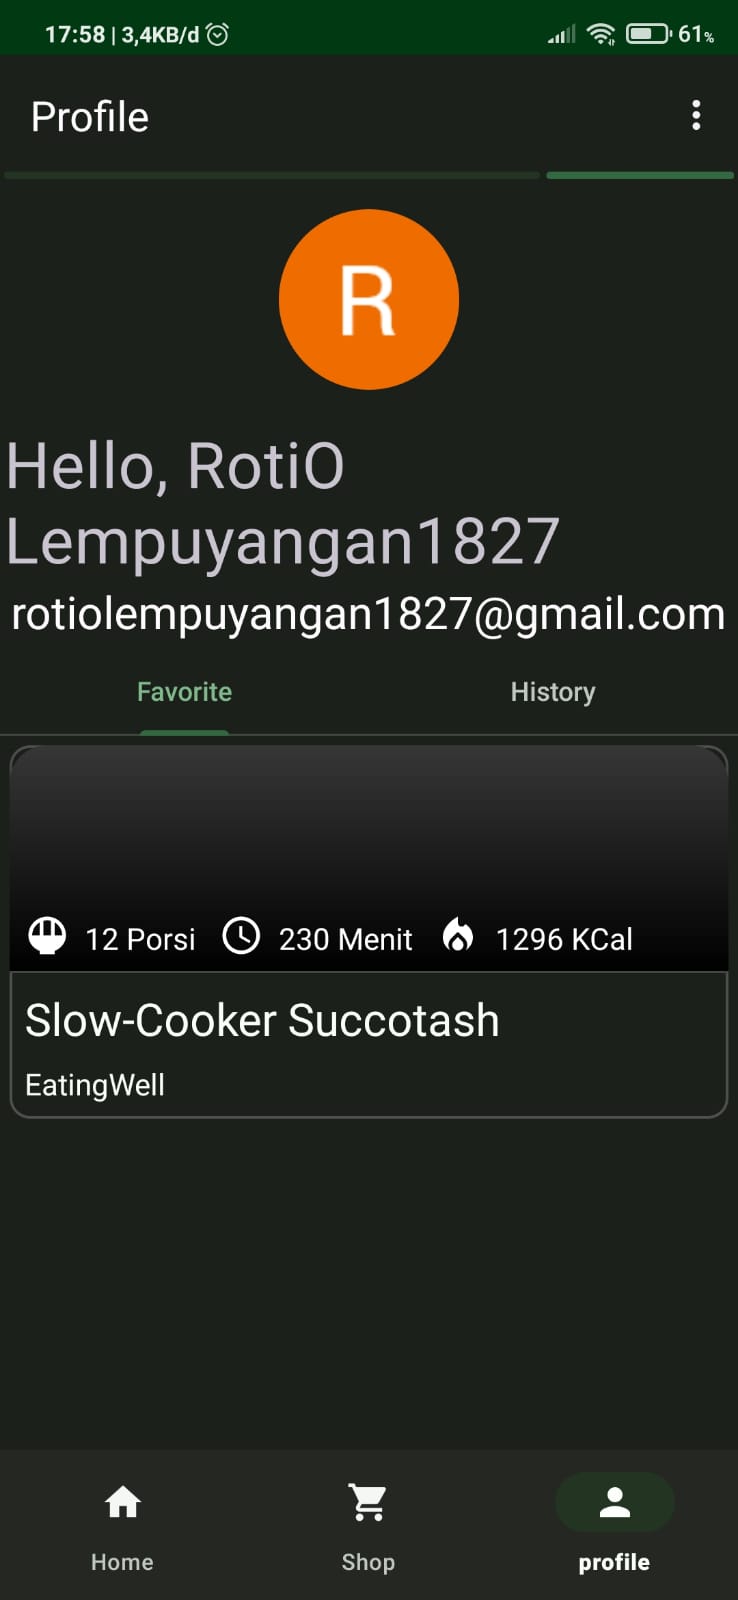 17:58 | 3,4KB/d 61%
Profile
R
Hello, RotiO
Lempuyangan1827
rotiolempuyangan1827@gmail.com
Favorite History
12 Porsi 230 Menit 1296 KCal
Slow-Cooker Succotash
EatingWell
Home Shop profile